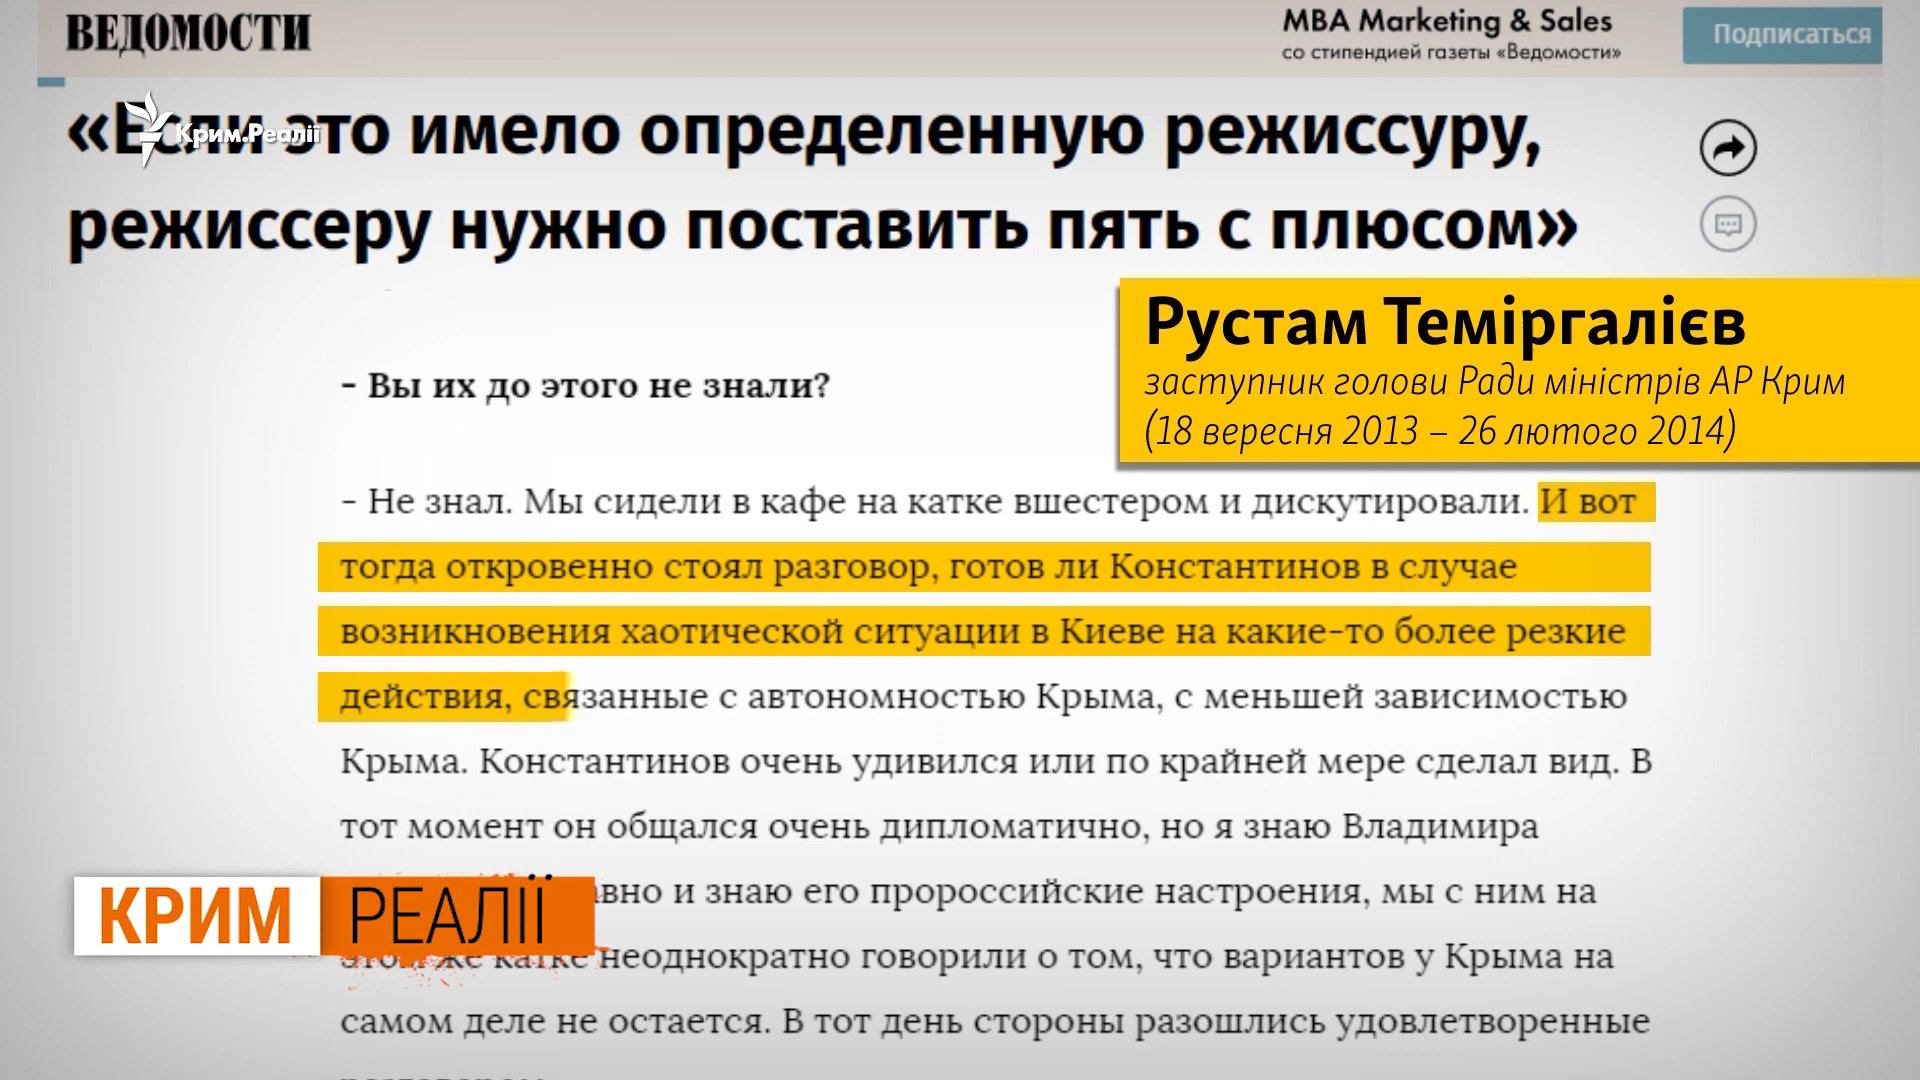 ВЕДОМОСТИ
MBA Marketing & Sales
со стипендией газеты «Ведомости»
Подписаться
«Если это имело определенную режиссуру,
режиссеру нужно поставить пять с плюсом»
Крим.Реалії
Рустам Теміргалієв
заступник голови Ради міністрів АР Крим
(18 вересня 2013 – 26 лютого 2014)
- Вы их до этого не знали?
- Не знал. Мы сидели в кафе на катке вшестером и дискутировали. И вот
тогда откровенно стоял разговор, готов ли Константинов в случае
возникновения хаотической ситуации в Киеве на какие-то более резкие
действия, связанные с автономностью Крыма, с меньшей зависимостью
Крыма. Константинов очень удивился или по крайней мере сделал вид. В
тот момент он общался очень дипломатично, но я знаю Владимира
и знаю его пророссийские настроения, мы с ним на
же катке неоднократно говорили о том, что вариантов у Крыма на
самом деле не остается. В тот день стороны разошлись удовлетворенные
КРИМ РЕАЛІЇ